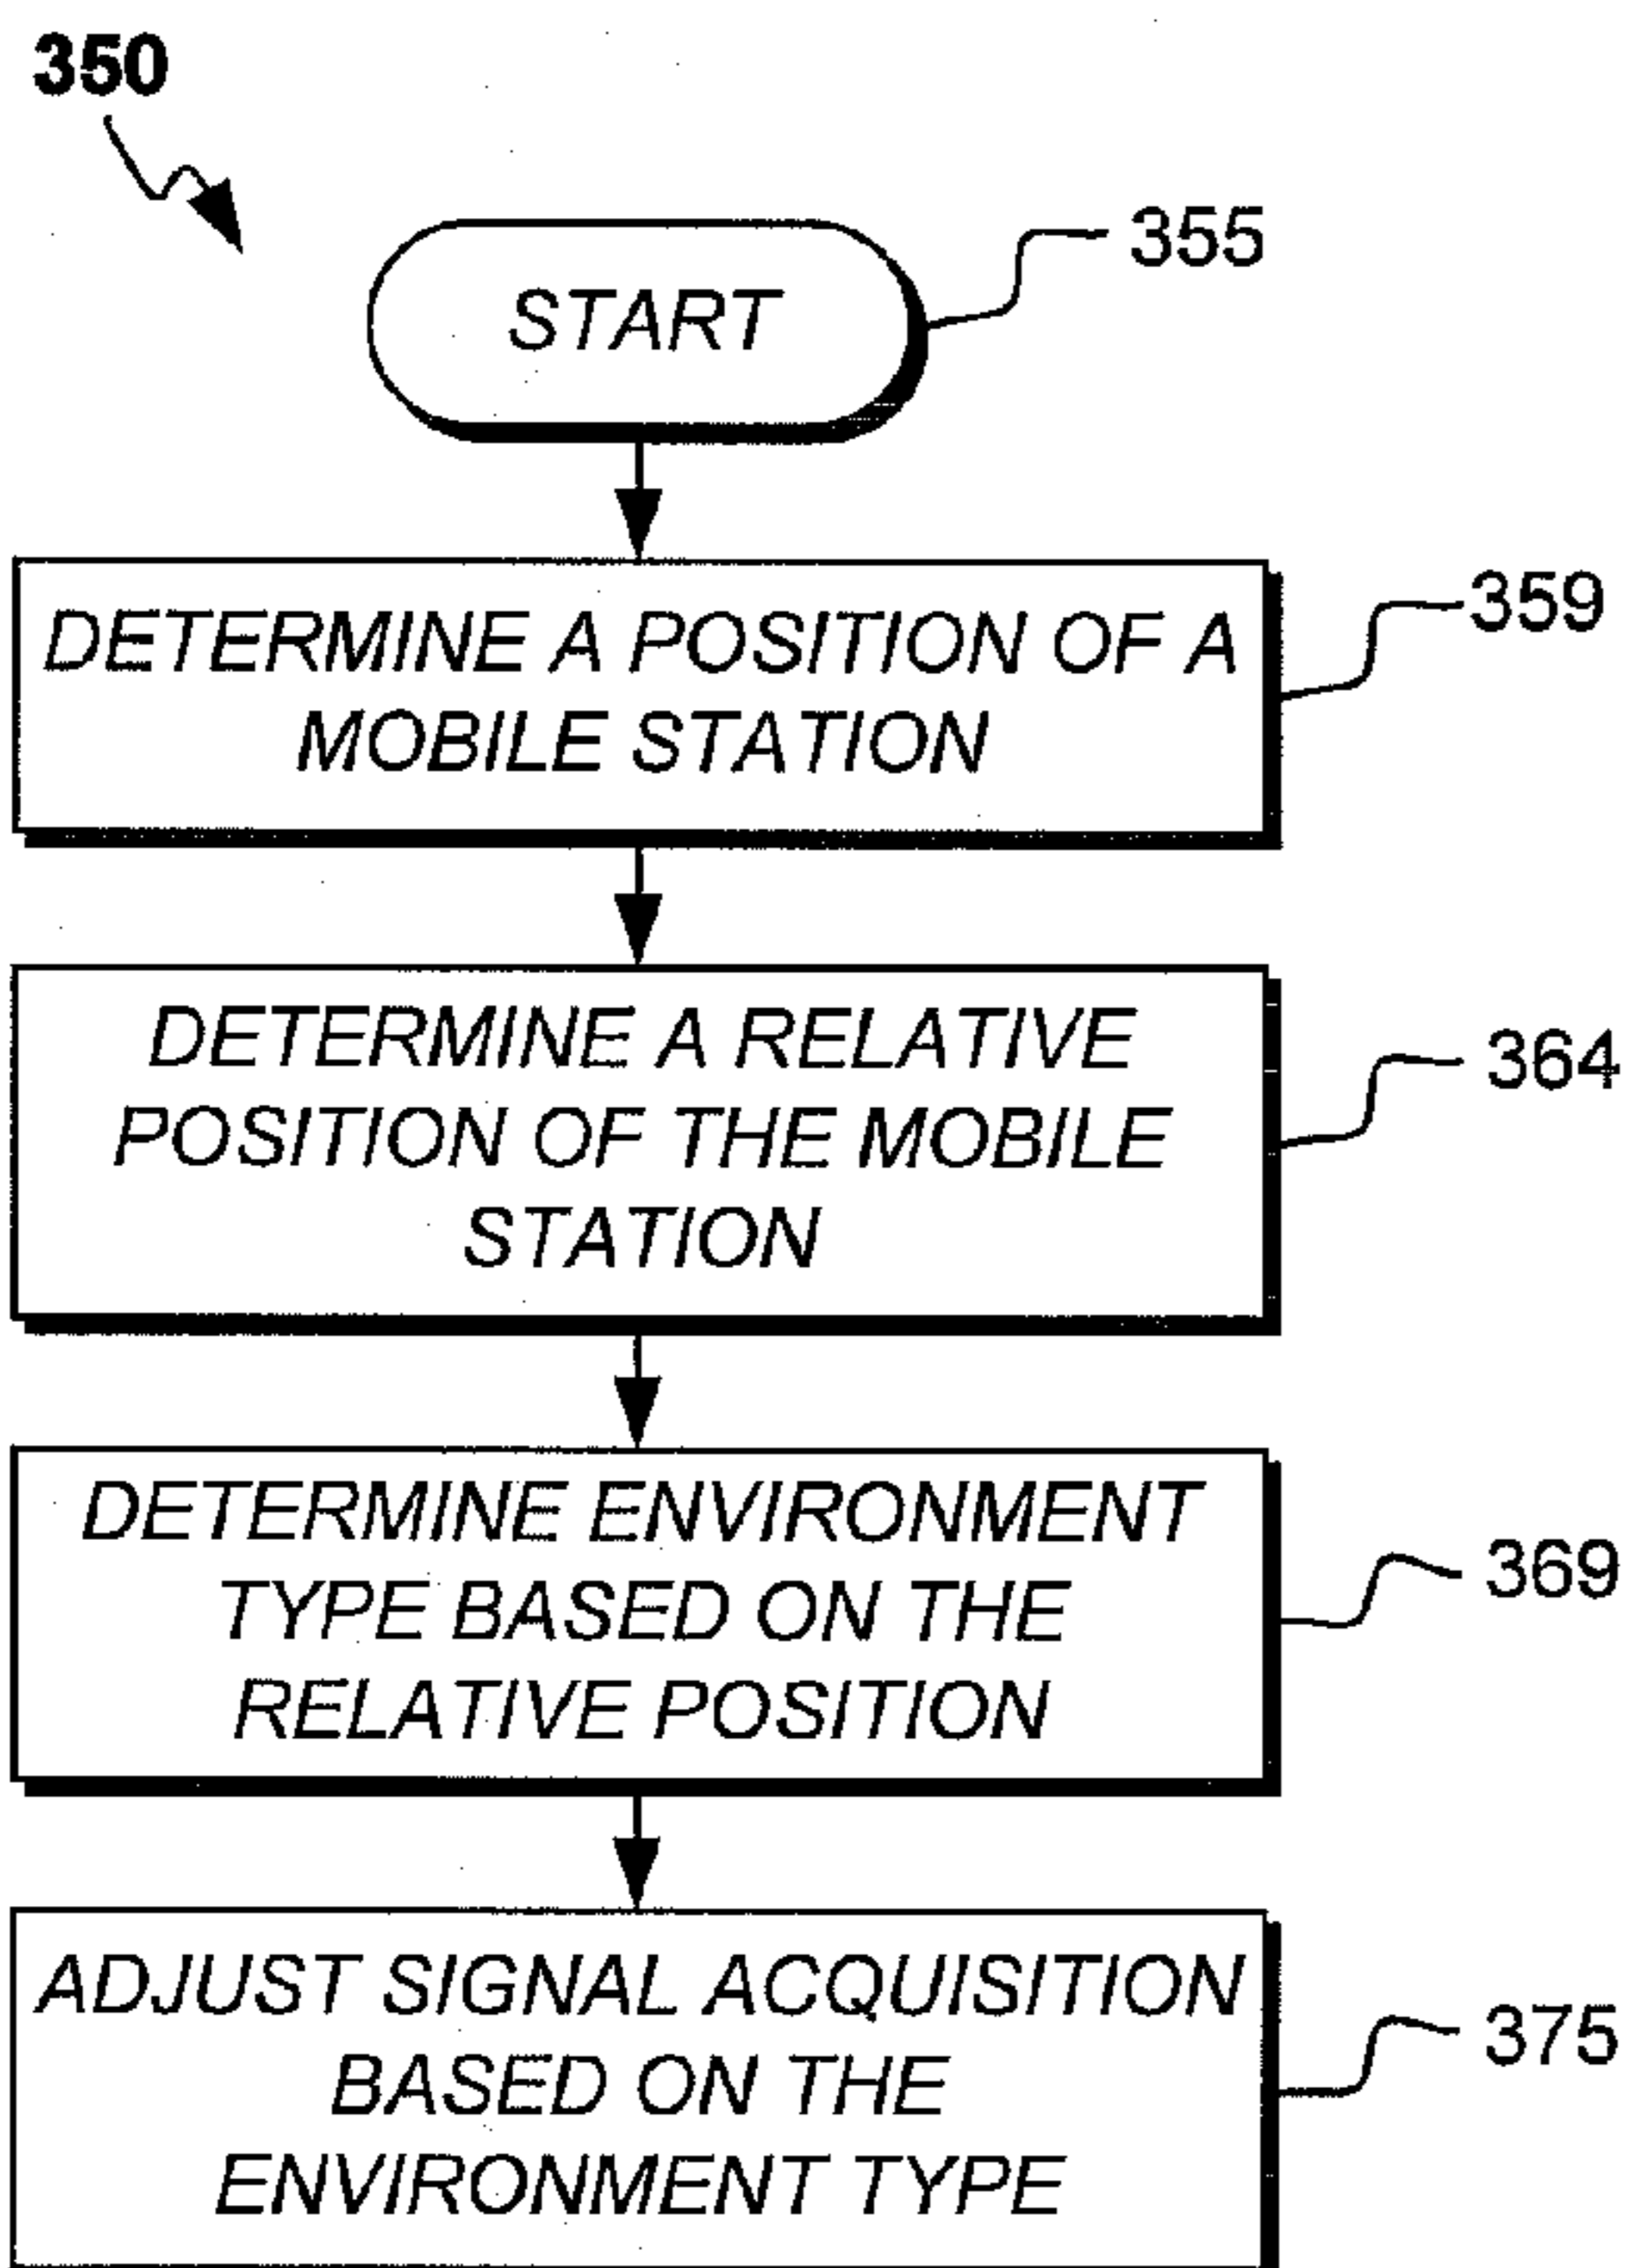 350
START
355
DETERMINE A POSITION OF A
MOBILE STATION
359
DETERMINE A RELATIVE
POSITION OF THE MOBILE
STATION
364
DETERMINE ENVIRONMENT
TYPE BASED ON THE
RELATIVE POSITION
369
ADJUST SIGNAL ACQUISITION
BASED ON THE
ENVIRONMENT TYPE
375